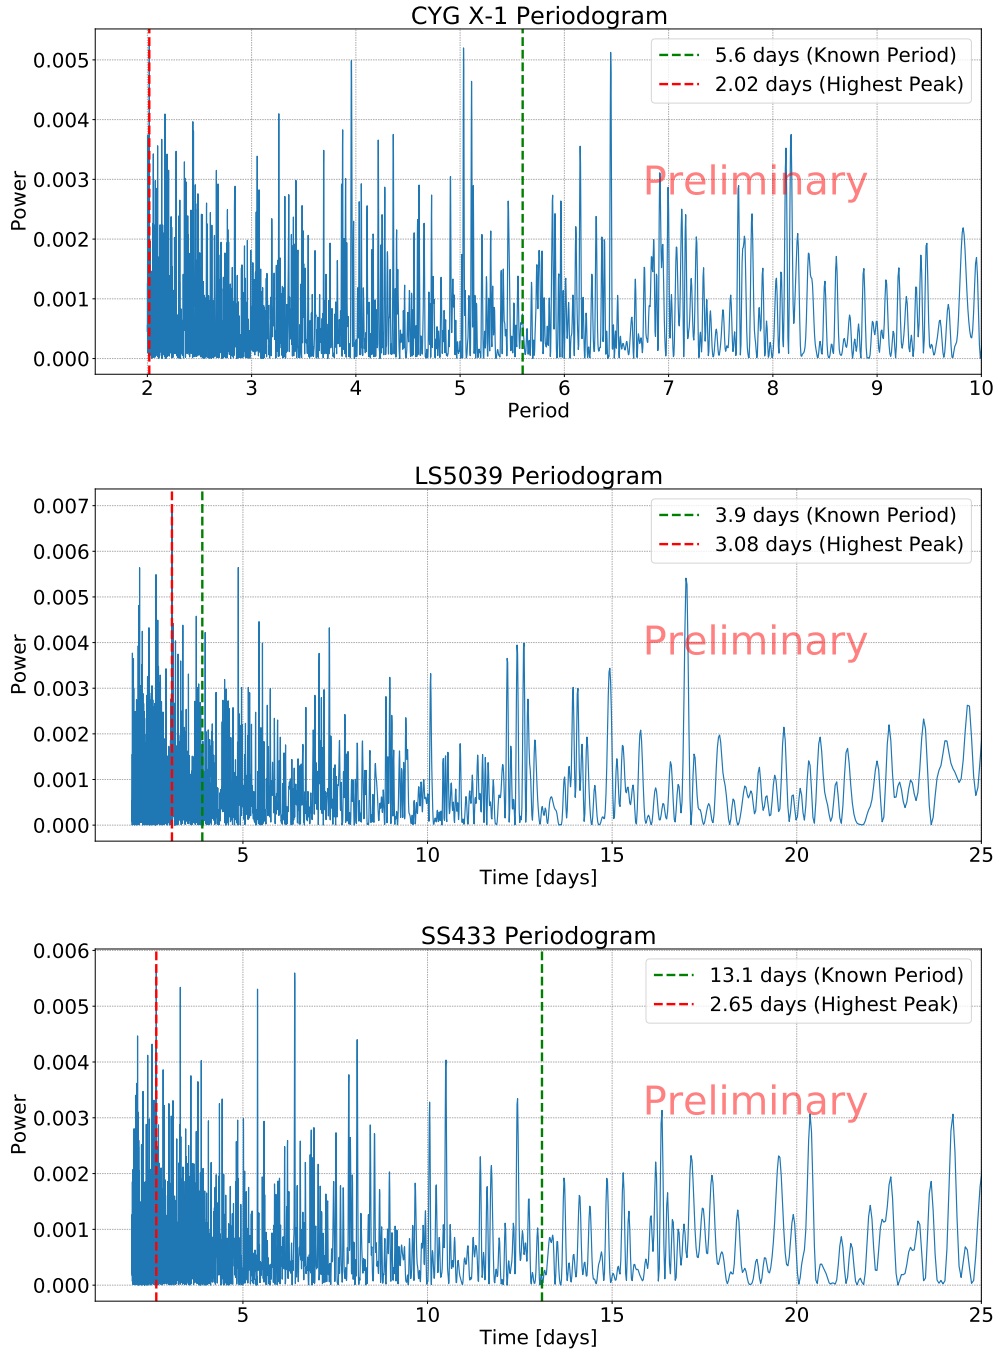 CYG X-1 Periodogram
5.6 days (Known Period)
2.02 days (Highest Peak)
Preliminary
Power
0.005
0.004
0.003
0.002
0.001
0.000
2 3 4 5 6 7 8 9 10
Period
LS5039 Periodogram
3.9 days (Known Period)
3.08 days (Highest Peak)
Preliminary
Power
0.007
0.006
0.005
0.004
0.003
0.002
0.001
0.000
5 10 15 20 25
Time [days]
SS433 Periodogram
13.1 days (Known Period)
2.65 days (Highest Peak)
Preliminary
Power
0.006
0.005
0.004
0.003
0.002
0.001
0.000
5 10 15 20 25
Time [days]